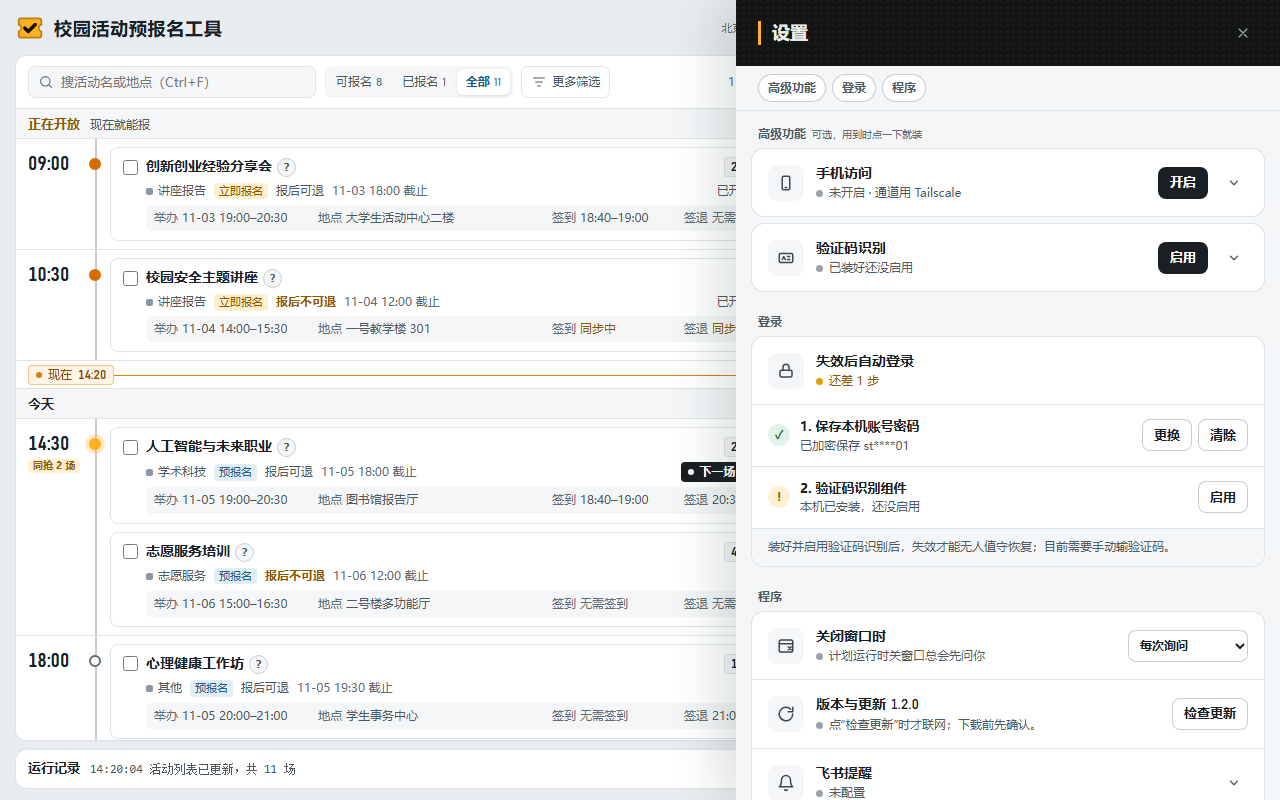 校园活动预报名工具
搜活动名或地点（Ctrl+F）
可报名 8 已报名 1 全部 11 更多筛选
正在开放 现在就能报
09:00
创新创业经验分享会 ?
讲座报告 立即报名 报后可退 11-03 18:00 截止
举办 11-03 19:00–20:30 地点 大学生活动中心二楼 签到 18:40–19:00 签退 无需
10:30
校园安全主题讲座 ?
讲座报告 立即报名 报后不可退 11-04 12:00 截止
举办 11-04 14:00–15:30 地点 一号教学楼 301 签到 同步中 签退 同步
现在 14:20
今天
14:30
同抢 2 场
人工智能与未来职业 ?
学术科技 预报名 报后可退 11-05 18:00 截止
下一场
举办 11-05 19:00–20:30 地点 图书馆报告厅 签到 18:40–19:00 签退 20:3
志愿服务培训 ?
志愿服务 预报名 报后不可退 11-06 12:00 截止
举办 11-06 15:00–16:30 地点 二号楼多功能厅 签到 无需签到 签退 无需
18:00
心理健康工作坊 ?
其他 预报名 报后可退 11-05 19:30 截止
举办 11-05 20:00–21:00 地点 学生事务中心 签到 无需签到 签退 21:0
运行记录 14:20:04 活动列表已更新，共 11 场
设置
高级功能 登录 程序
高级功能 可选，用到时点一下就装
手机访问
未开启 · 通道用 Tailscale
开启
验证码识别
已装好还没启用
启用
登录
失效后自动登录
还差 1 步
1. 保存本机账号密码
已加密保存 st****01
更换 清除
2. 验证码识别组件
本机已安装，还没启用
启用
装好并启用验证码识别后，失效才能无人值守恢复；目前需要手动输验证码。
程序
关闭窗口时
计划运行时关窗口总会先问你
每次询问
版本与更新 1.2.0
点“检查更新”时才联网；下载前先确认。
检查更新
飞书提醒
未配置